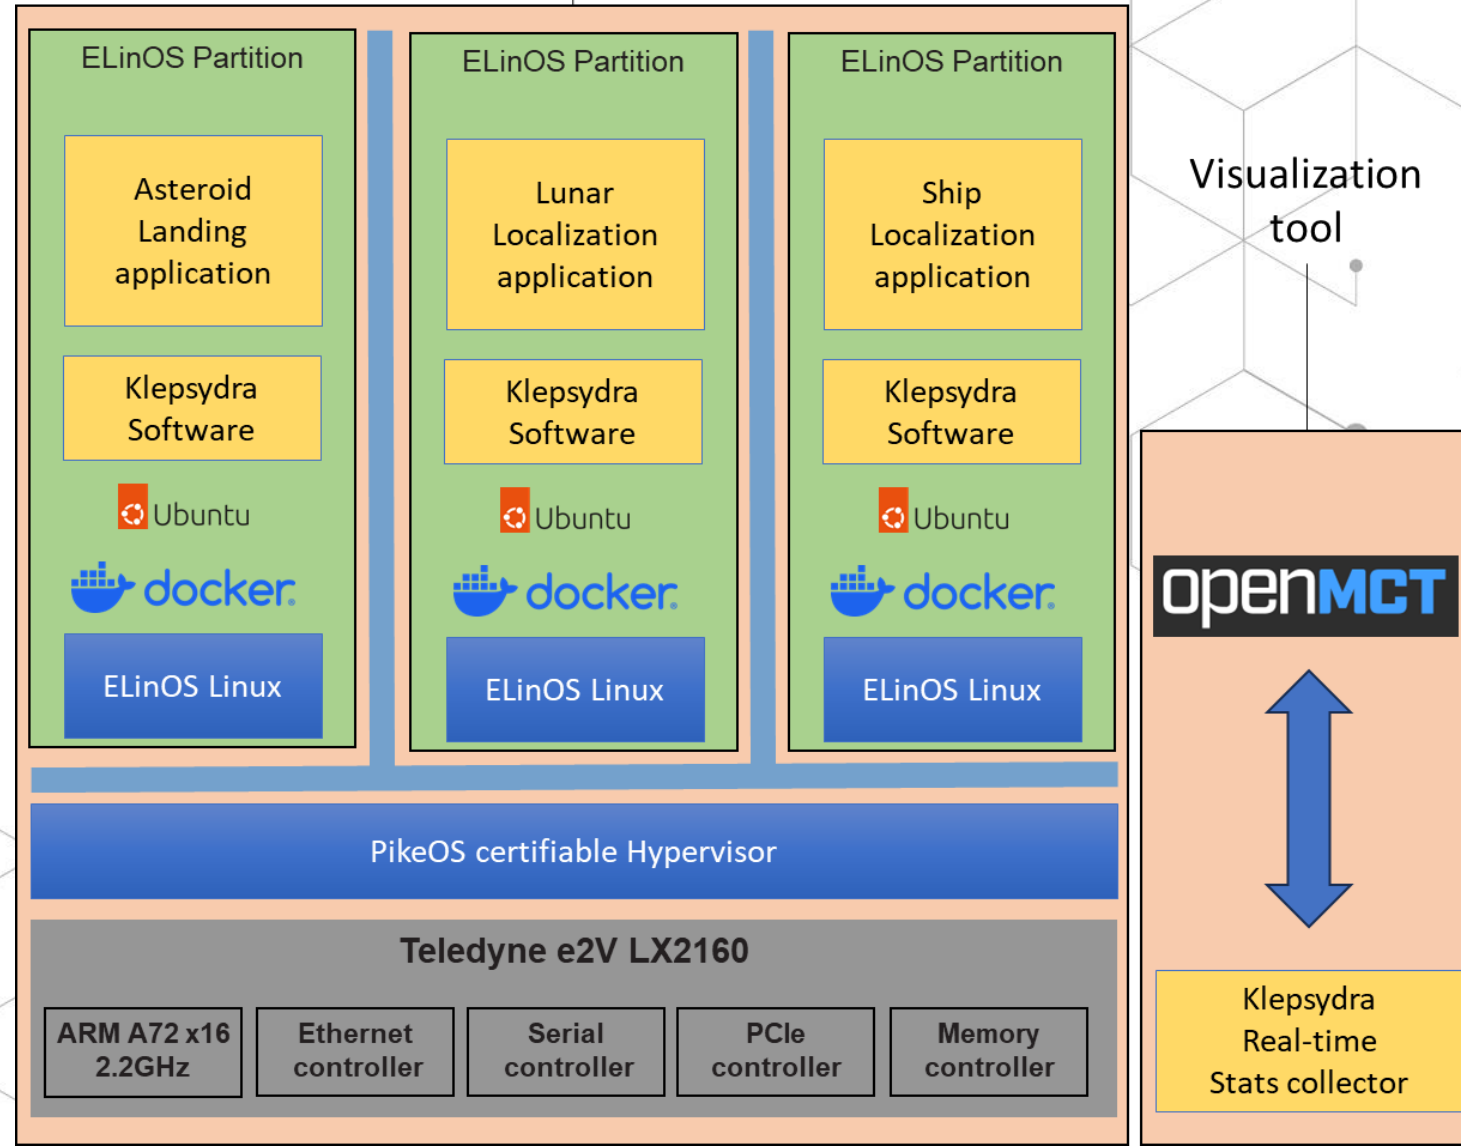 ELinOS Partition
Asteroid
Landing
application
Klepsydra
Software
Ubuntu
docker
ELinOS Linux
ELinOS Partition
Lunar
Localization
application
Klepsydra
Software
Ubuntu
docker
ELinOS Linux
ELinOS Partition
Ship
Localization
application
Klepsydra
Software
Ubuntu
docker
ELinOS Linux
PikeOS certifiable Hypervisor
Teledyne e2V LX2160
ARM A72 x16
2.2GHz
Ethernet
controller
Serial
controller
PCIe
controller
Memory
controller
Visualization
tool
openMCT
Klepsydra
Real-time
Stats collector